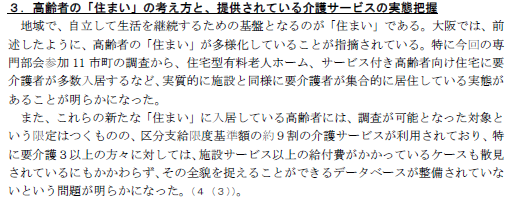 ３．高齢者の「住まい」の考え方と、提供されている介護サービスの実態把握
地域で、自立して生活を継続するための基盤となるのが「住まい」である。大阪では、前
述したように、高齢者の「住まい」が多様化していることが指摘されている。特に今回の専
門部会参加 11 市町の調査から、住宅型有料老人ホーム、サービス付き高齢者向け住宅に要
介護者が多数入居するなど、実質的に施設と同様に要介護者が集合的に居住している実態
があることが明らかになった。
また、これらの新たな「住まい」に入居している高齢者には、調査が可能となった対象と
いう限定はつくものの、区分支給限度基準額の約９割の介護サービスが利用されており、特
に要介護３以上の方々に対しては、施設サービス以上の給付費がかかっているケースも散見
されているにもかかわらず、その全貌を捉えることができるデータベースが整備されていな
いという問題が明らかになった。（４（３））。